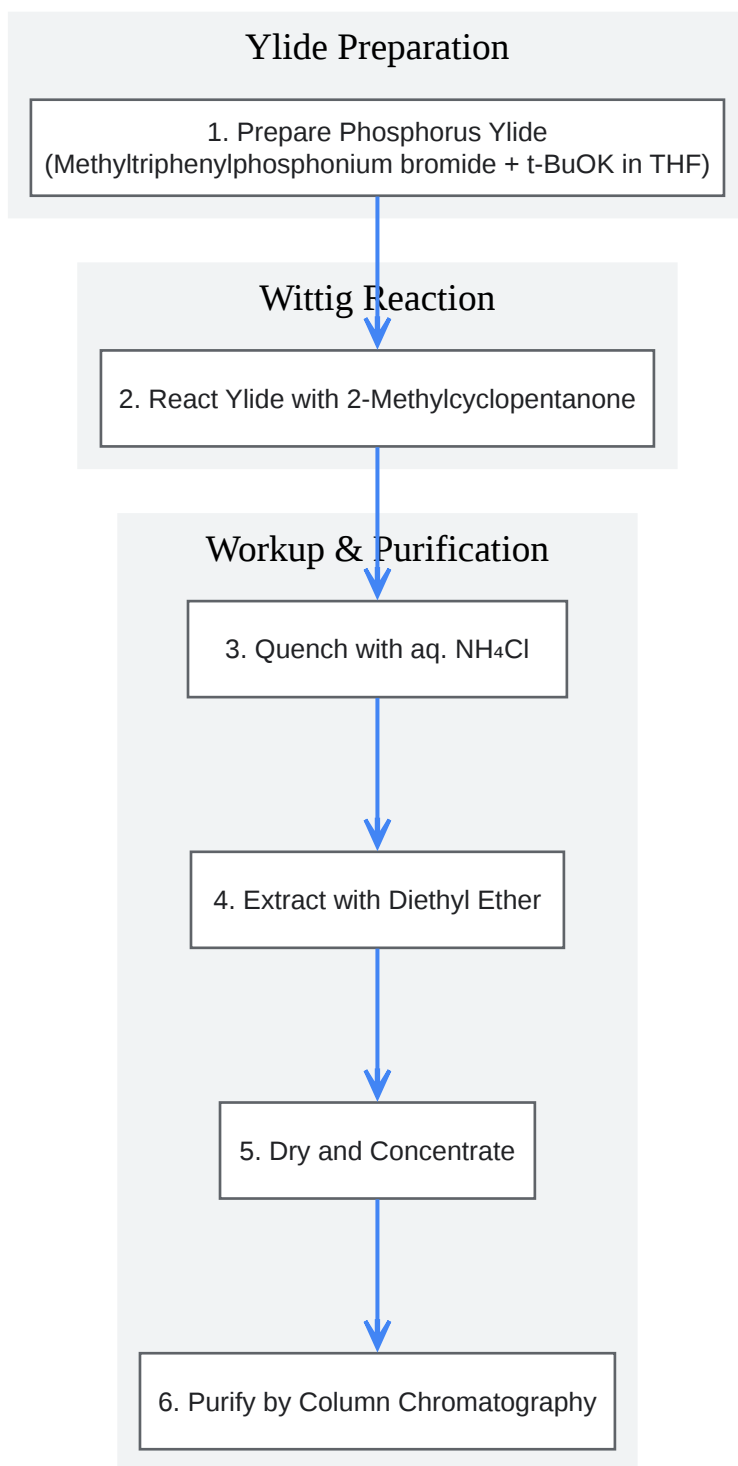 Ylide Preparation
1. Prepare Phosphorus Ylide
(Methyltriphenylphosphonium bromide + t-BuOK in THF)
Wittig Reaction
2. React Ylide with 2-Methylcyclopentanone
Workup & Purification
3. Quench with aq. NH₄Cl
4. Extract with Diethyl Ether
5. Dry and Concentrate
6. Purify by Column Chromatography